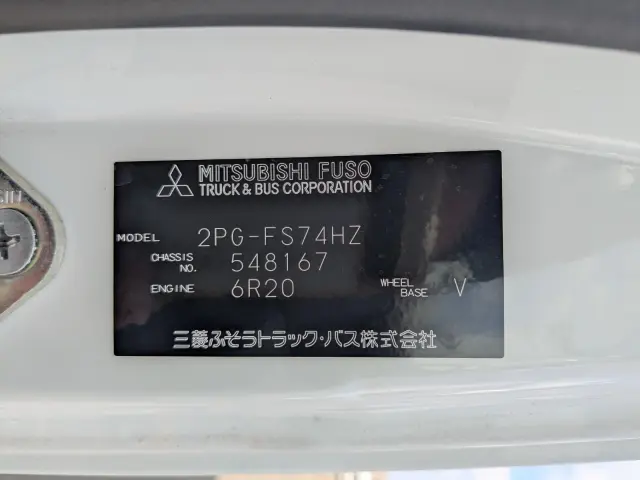 MITSUBISHI FUSO
TRUCK & BUS CORPORATION
MODEL 2PG-FS74HZ
CHASSIS NO. 548167
ENGINE 6R20 WHEEL BASE V
三菱ふそうトラック・バス株式会社